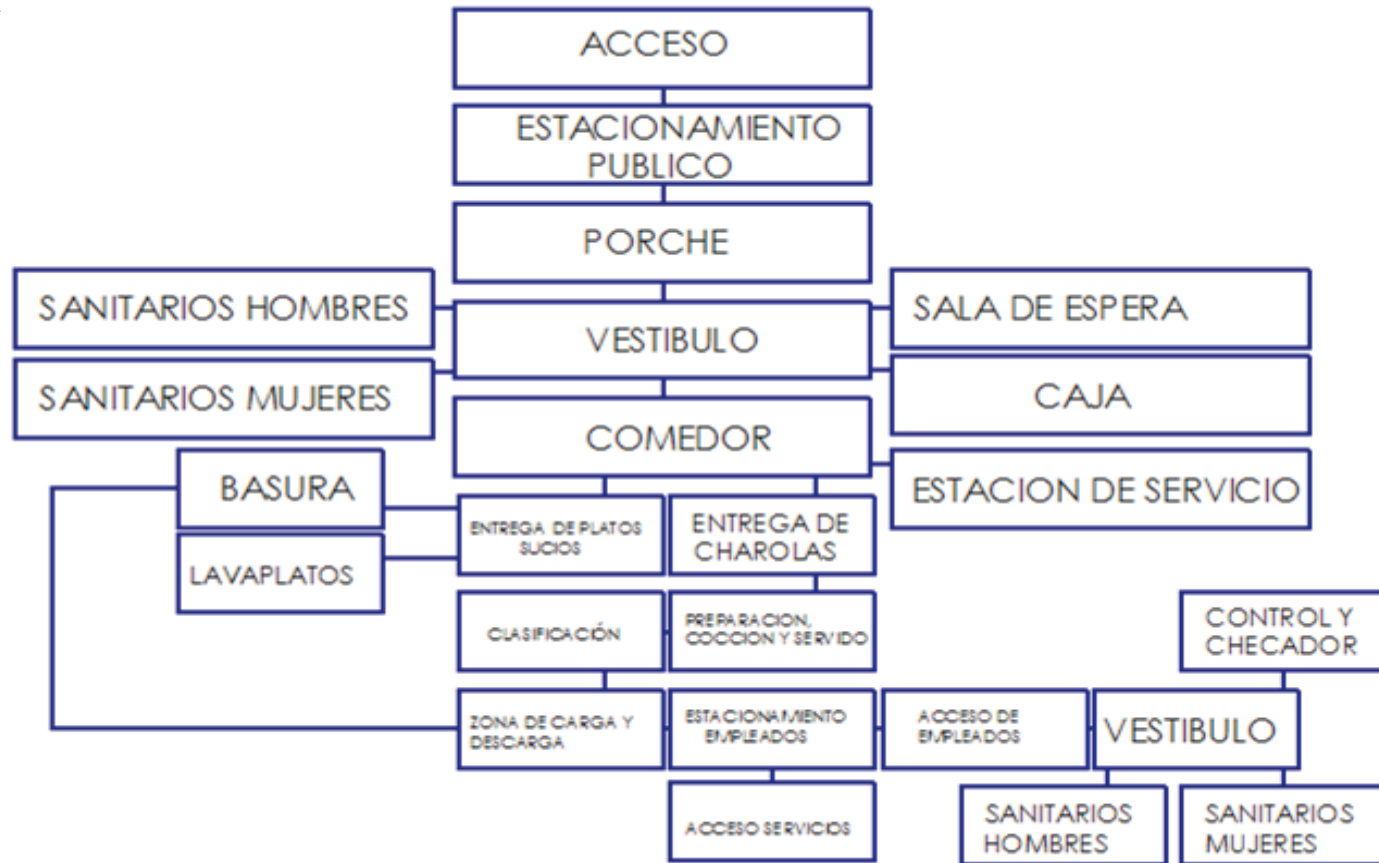 ACCESO
ESTACIONAMIENTO
PUBLICO
PORCHE
SANITARIOS HOMBRES
VESTIBULO
SALA DE ESPERA
SANITARIOS MUJERES
CAJA
COMEDOR
BASURA
ESTACION DE SERVICIO
ENTREGA DE PLATOS
SUCIOS
ENTREGA DE
CHAROLAS
LAVAPLATOS
CLASIFICACIÓN
PREPARACION,
COCCION Y SERVIDO
CONTROL Y
CHECADOR
ZONA DE CARGA Y
DESCARGA
ESTACIONAMIENTO
EMPLEADOS
ACCESO DE
EMPLEADOS
VESTIBULO
ACCESO SERVICIOS
SANITARIOS
HOMBRES
SANITARIOS
MUJERES